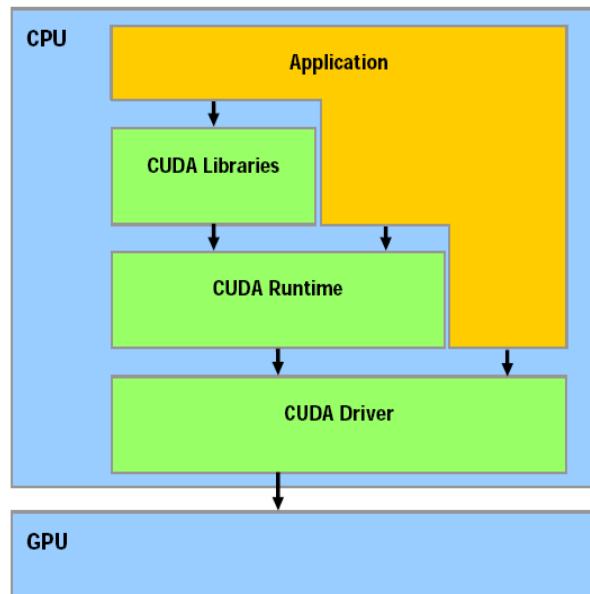 CPU
Application
CUDA Libraries
CUDA Runtime
CUDA Driver
GPU